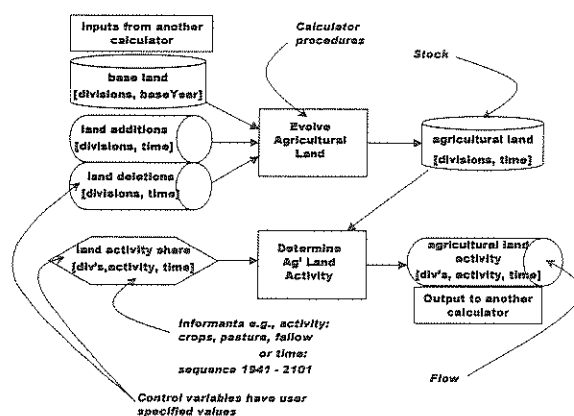 Inputs from another
calculator
base land
[divisions, baseYear]
land additions
[divisions, time]
land deletions
[divisions, time]
Calculator
procedures
Evolve
Agricultural
Land
Stock
agricultural land
[divisions, time]
land activity share
[div's,activity, time]
Determine
Ag' Land
Activity
agricultural land
activity
[div's, activity, time]
Output to another
calculator
Informants e.g., activity:
crops, pasture, fallow
or time:
sequence 1941 - 2101
Control variables have user
specified values
Flow